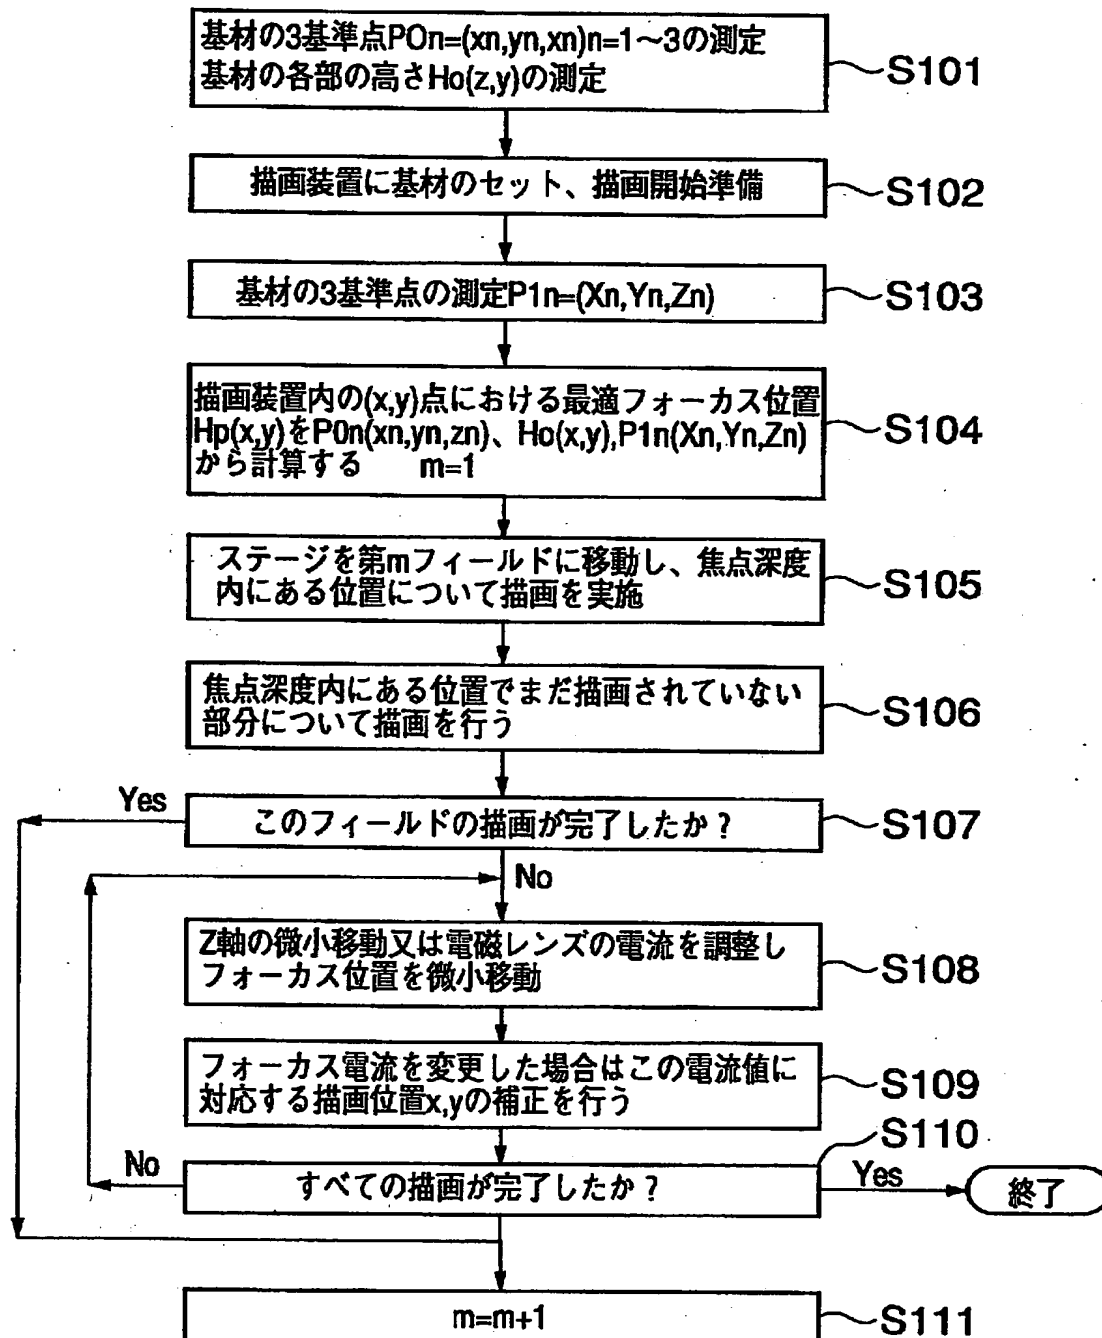 基材の3基準点P0n=(xn,yn,xn)n=1〜3の測定
基材の各部の高さHo(z,y)の測定
S101
描画装置に基材のセット、描画開始準備
S102
基材の3基準点の測定P1n=(Xn,Yn,Zn)
S103
描画装置内の(x,y)点における最適フォーカス位置
Hp(x,y)をP0n(xn,yn,zn)、Ho(x,y),P1n(Xn,Yn,Zn)
から計算する m=1
S104
ステージを第mフィールドに移動し、焦点深度
内にある位置について描画を実施
S105
焦点深度内にある位置でまだ描画されていない
部分について描画を行う
S106
Yes
このフィールドの描画が完了したか?
S107
No
Z軸の微小移動又は電磁レンズの電流を調整し
フォーカス位置を微小移動
S108
フォーカス電流を変更した場合はこの電流値に
対応する描画位置x,yの補正を行う
S109
S110
No
すべての描画が完了したか?
Yes
終了
m=m+1
S111